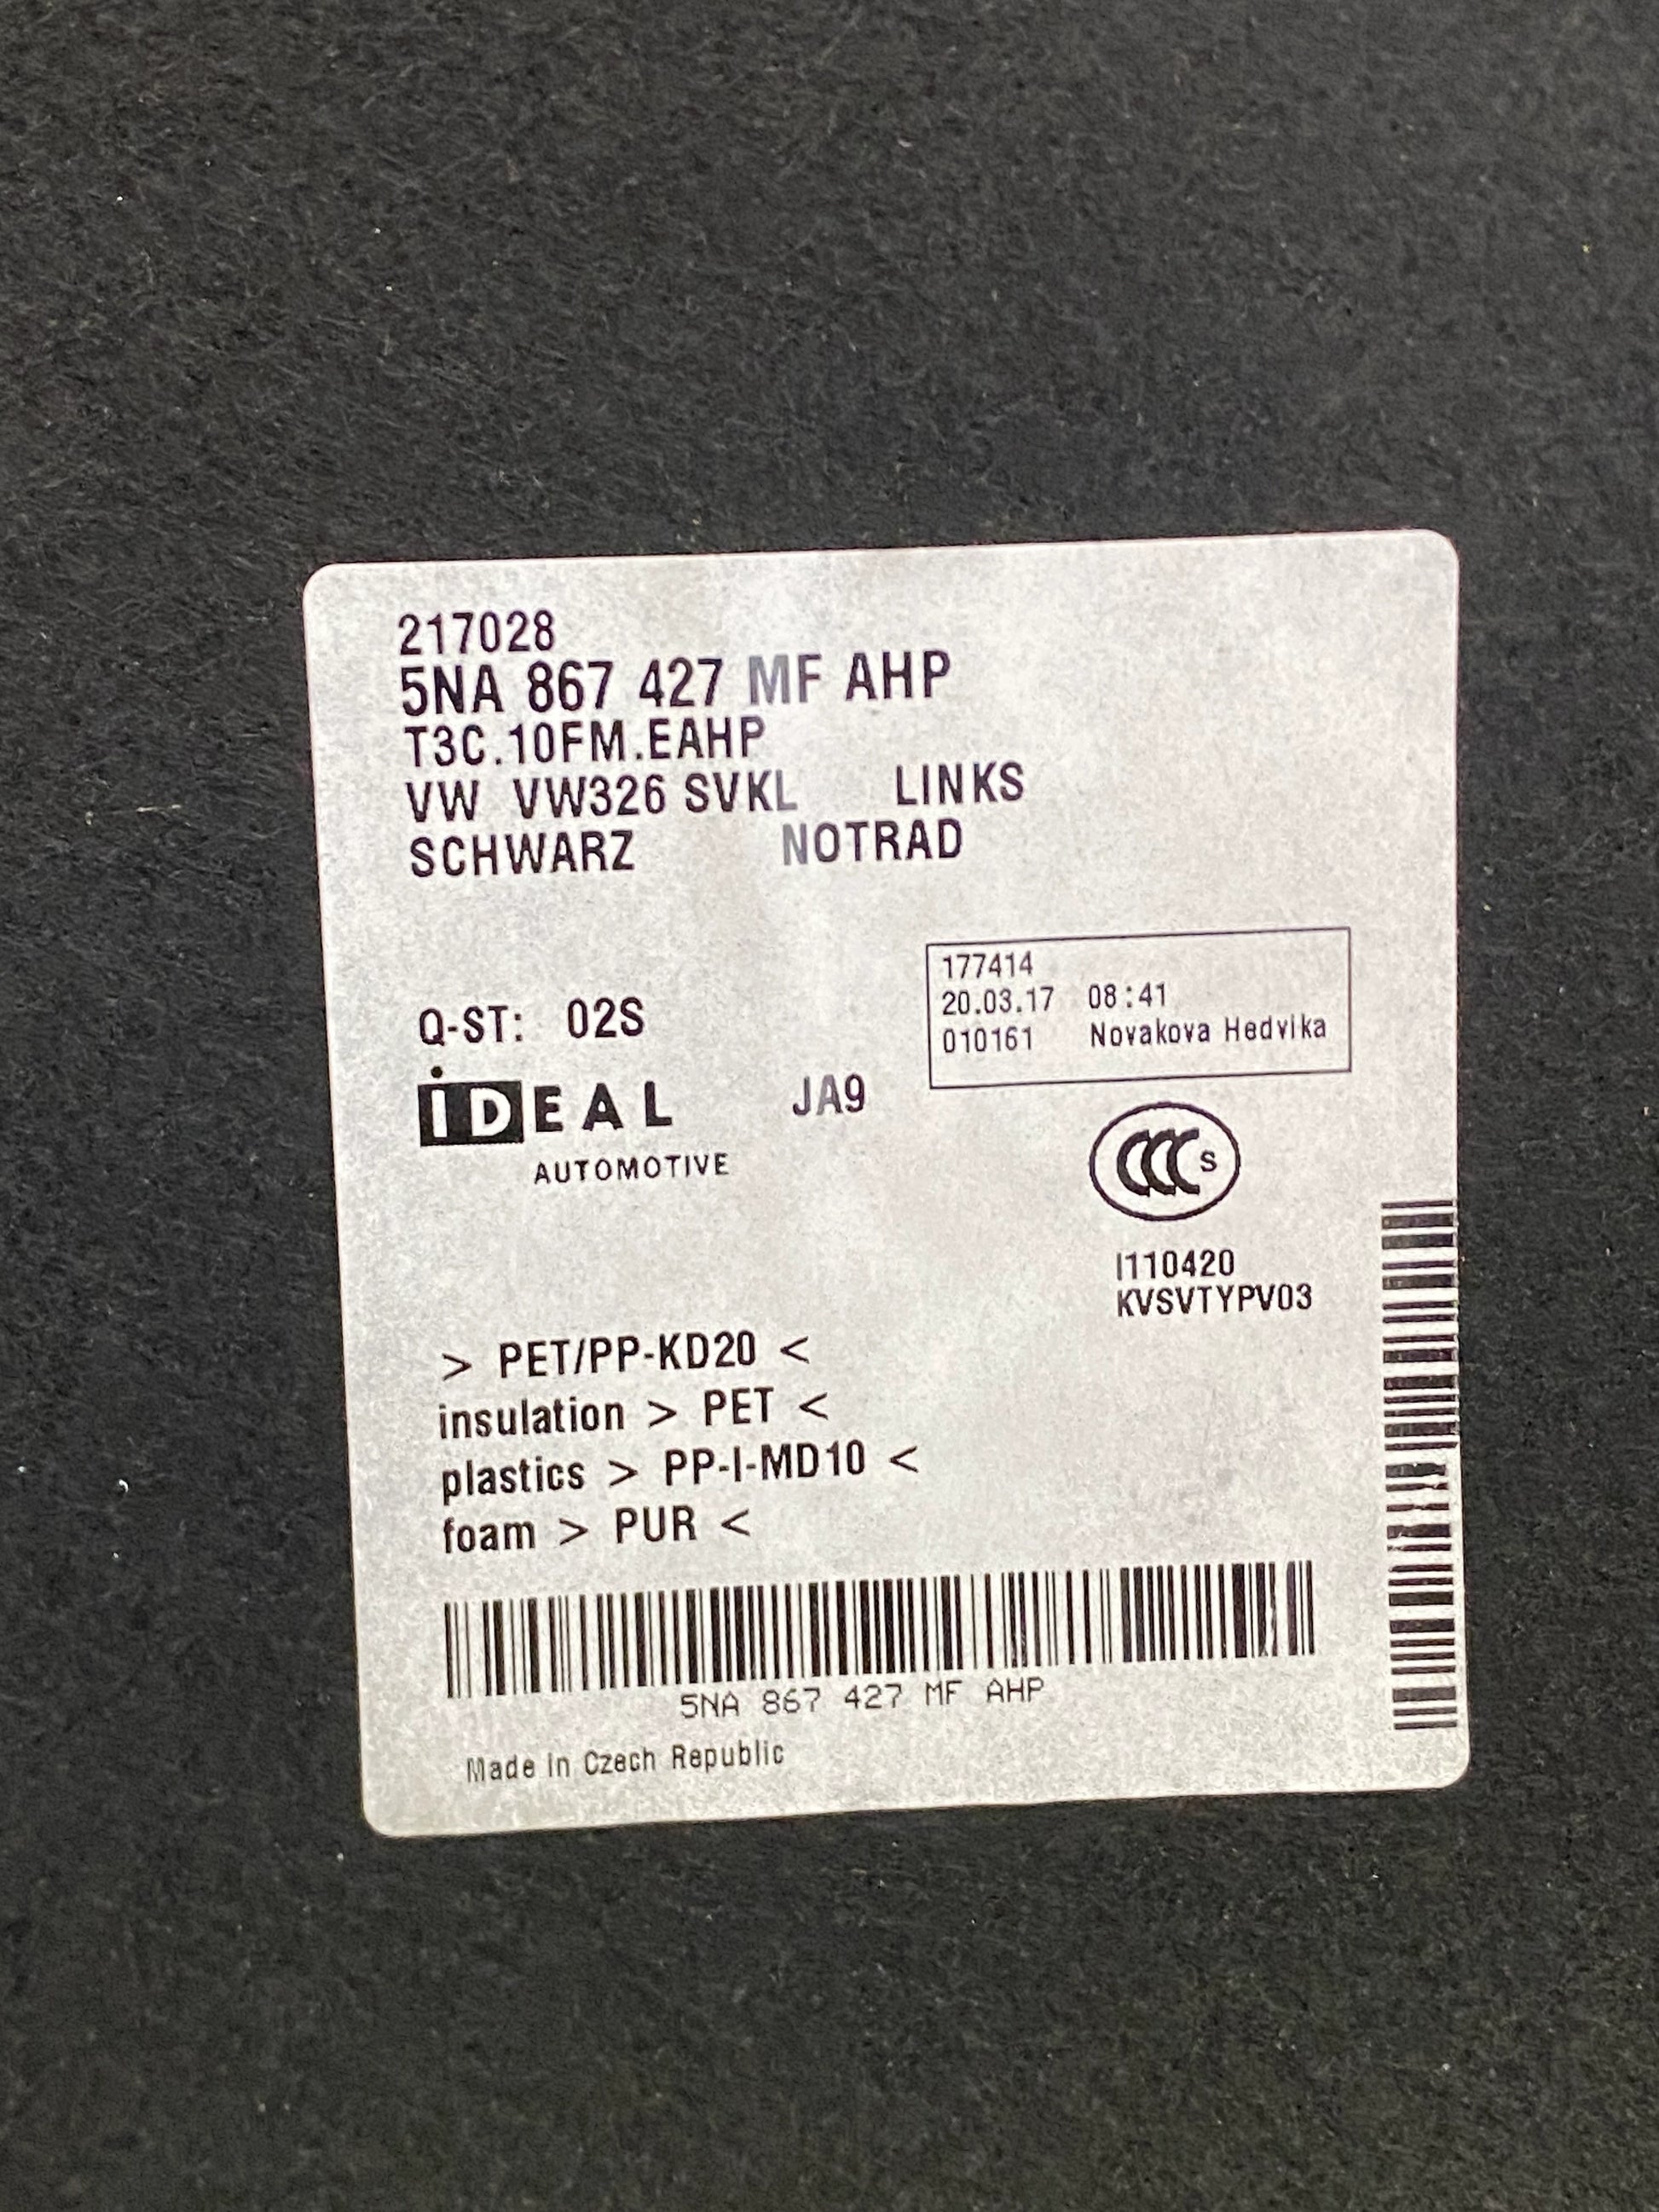 217028
5NA 867 427 MF AHP
T3C.10FM.EAHP
VW VW326 SVKL LINKS
SCHWARZ NOTRAD
177414
20.03.17 08:41
010161 Novakova Hedvika
Q-ST: 02S
iDEAL JA9
AUTOMOTIVE
CCC S
I110420
KVSVTYPV03
> PET/PP-KD20 <
insulation > PET <
plastics > PP-I-MD10 <
foam > PUR <
5NA 867 427 MF AHP
Made in Czech Republic